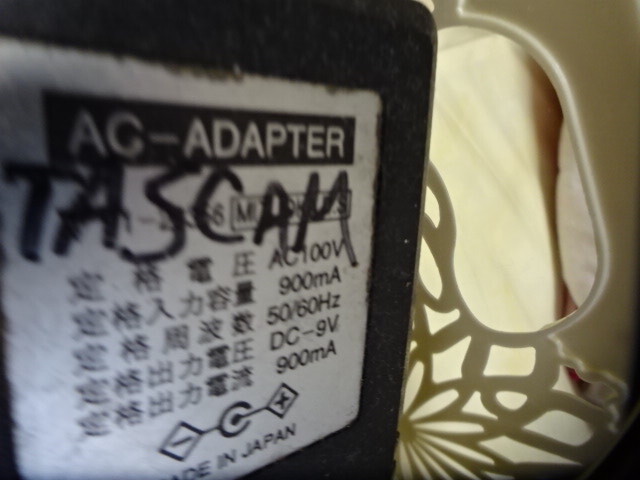 AC-ADAPTER
TASCAM
定格電圧 AC100V
定格入力容量 900mA
定格周波数 50/60Hz
定格出力電圧 DC-9V
定格出力電流 900mA
- C +
MADE IN JAPAN